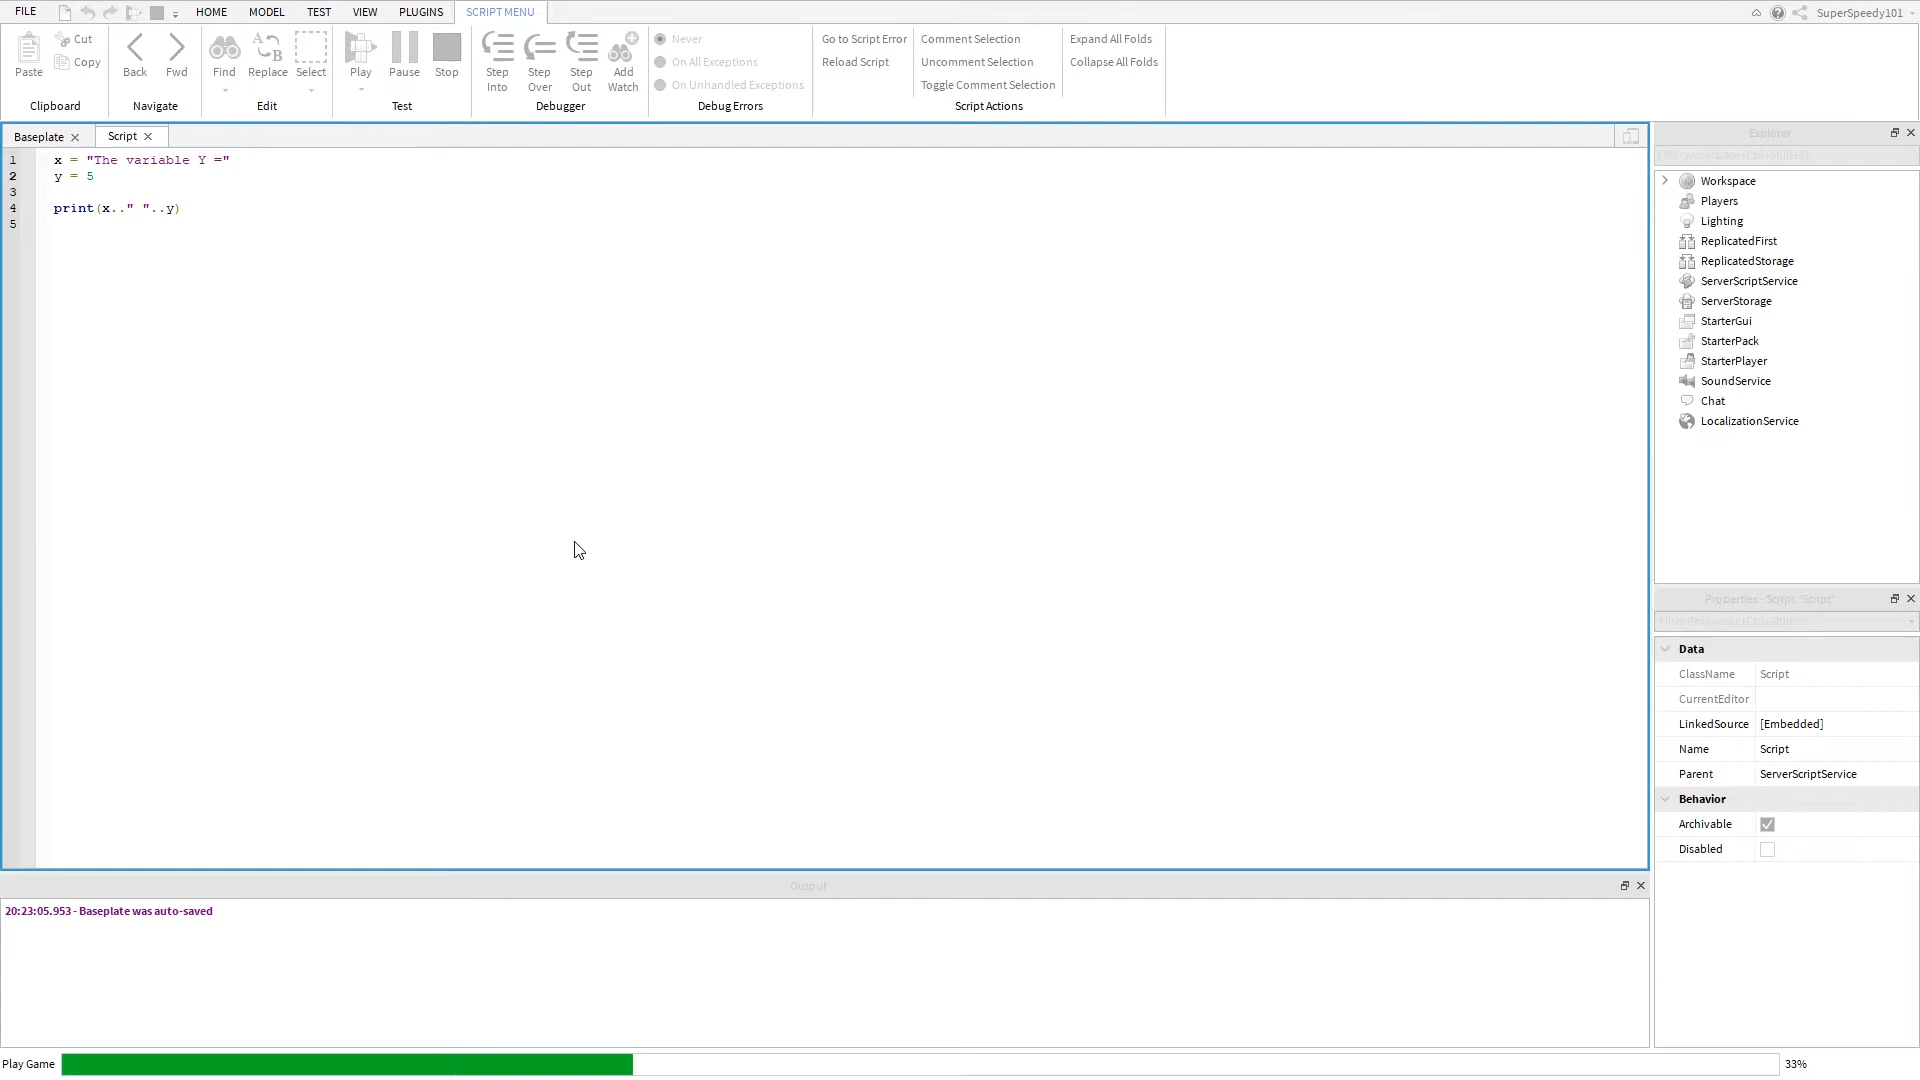 FILE HOME MODEL TEST VIEW PLUGINS SCRIPT MENU SuperSpeedy101
Paste Cut Copy Back Fwd Find Replace Select Play Pause Stop Step Into Step Over Step Out Add Watch
Never
On All Exceptions
On Unhandled Exceptions
Go to Script Error
Reload Script
Comment Selection
Uncomment Selection
Toggle Comment Selection
Expand All Folds
Collapse All Folds
Clipboard Navigate Edit Test Debugger Debug Errors Script Actions
Baseplate Script
1 x = "The variable Y ="
2 y = 5
3
4 print(x.." "..y)
5
Explorer
Workspace
Players
Lighting
ReplicatedFirst
ReplicatedStorage
ServerScriptService
ServerStorage
StarterGui
StarterPack
StarterPlayer
SoundService
Chat
LocalizationService
Properties - Script "Script"
Data
ClassName Script
CurrentEditor
LinkedSource [Embedded]
Name Script
Parent ServerScriptService
Behavior
Archivable
Disabled
Output
20:23:05.953 - Baseplate was auto-saved
Play Game 33%